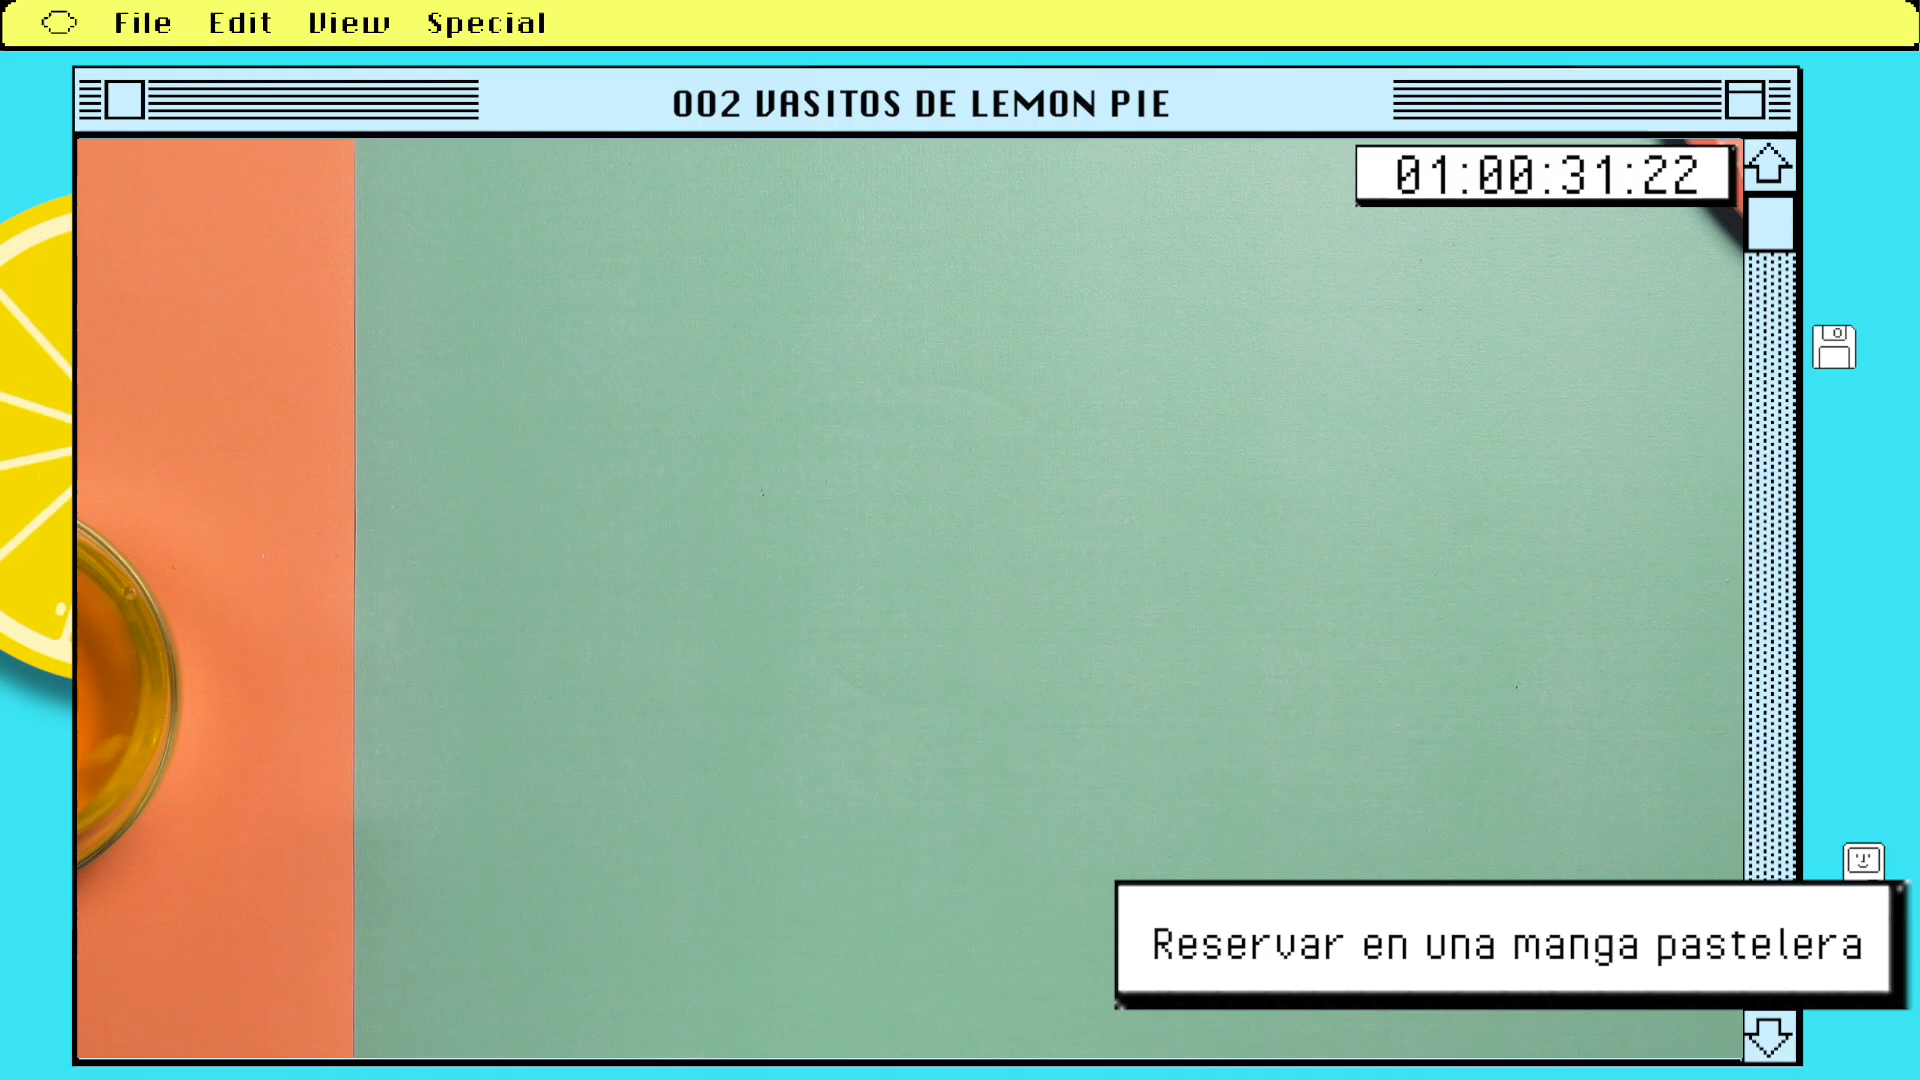 File Edit View Special
002 VASITOS DE LEMON PIE
01:00:31:22
Reservar en una manga pastelera